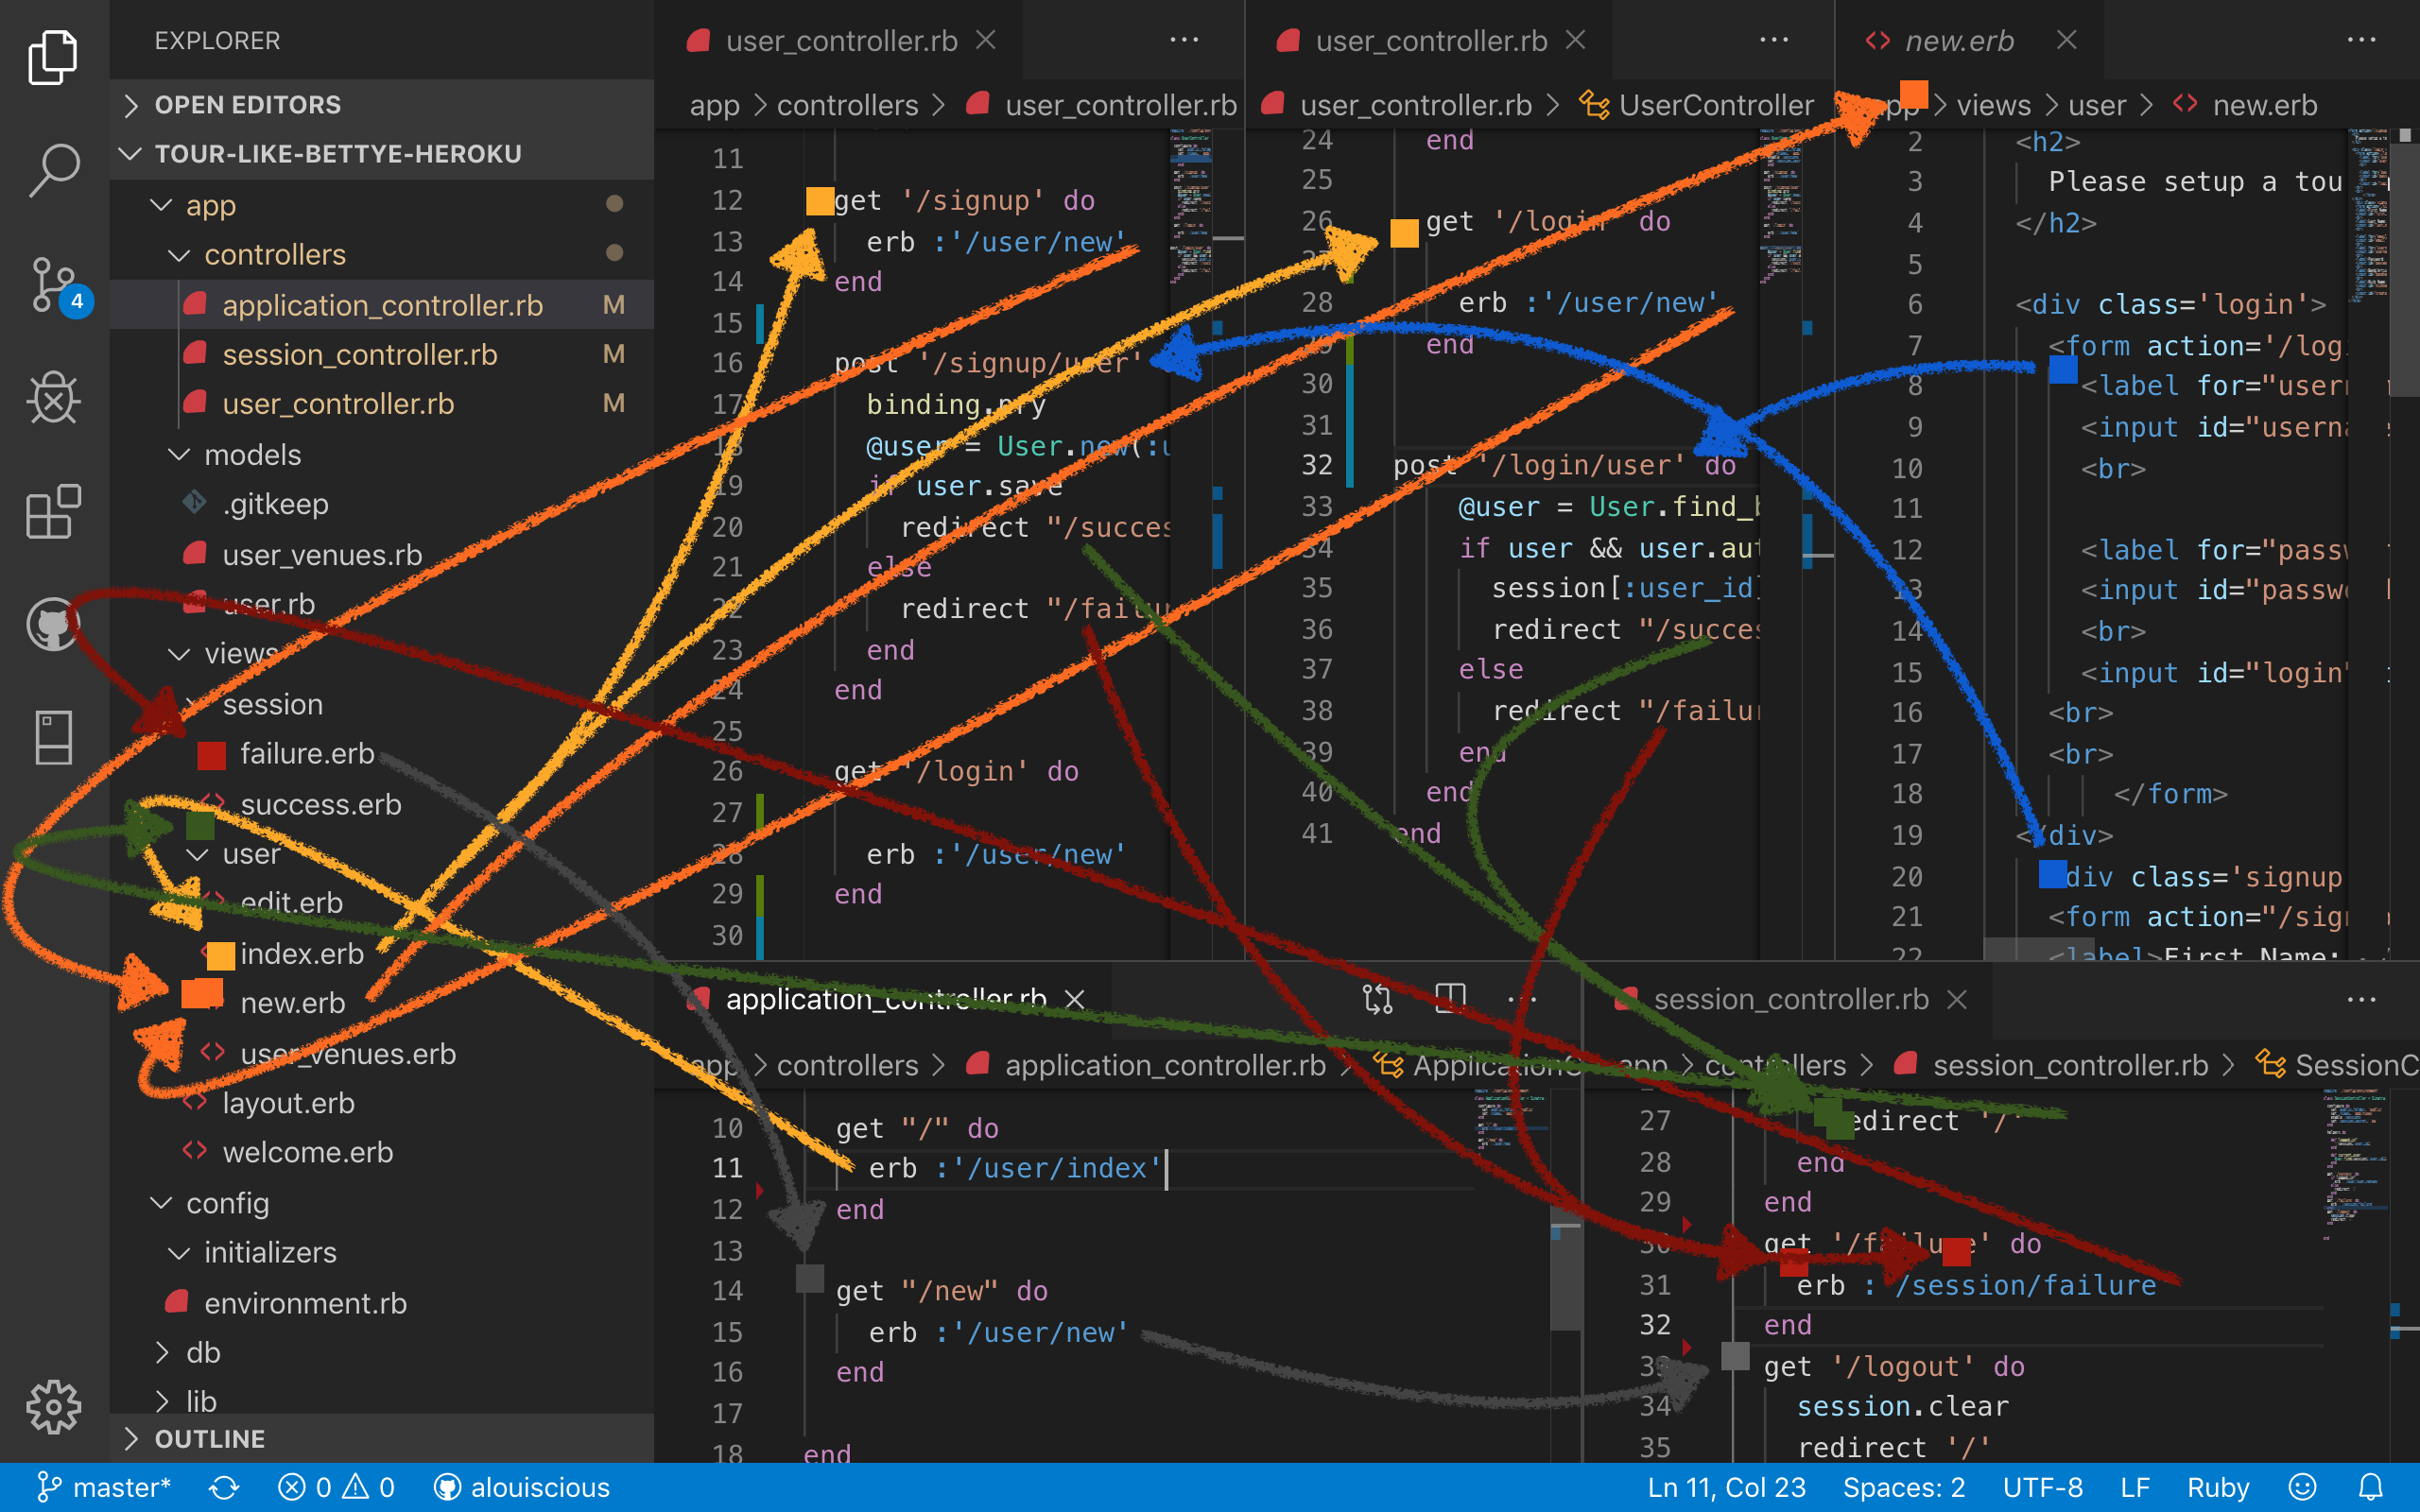 EXPLORER
OPEN EDITORS
TOUR-LIKE-BETTYE-HEROKU
app
controllers
application_controller.rb M
session_controller.rb M
user_controller.rb M
models
.gitkeep
user_venues.rb
user.rb
views
session
failure.erb
success.erb
user
edit.erb
index.erb
new.erb
user_venues.erb
layout.erb
welcome.erb
config
initializers
environment.rb
db
lib
OUTLINE
4
user_controller.rb
app > controllers > user_controller.rb
11
12 get '/signup' do
13 erb :'/user/new'
14 end
15
16 post '/signup/user'
17 binding.pry
18 @user = User.new(:u
19 if user.save
20 redirect "/succes
21 else
22 redirect "/failu
23 end
24 end
25
26 get '/login' do
27
28 erb :'/user/new'
29 end
30
user_controller.rb
user_controller.rb > UserController
24 end
25
26 get '/login' do
27
28 erb :'/user/new'
29 end
30
31
32 post '/login/user' do
33 @user = User.find_b
34 if user && user.aut
35 session[:user_id]
36 redirect "/succes
37 else
38 redirect "/failur
39 end
40 end
41 end
new.erb
app > views > user > new.erb
2 <h2>
3 Please setup a tou
4 </h2>
5
6 <div class='login'>
7 <form action='/log
8 <label for="usern
9 <input id="userna
10 <br>
11
12 <label for="passw
13 <input id="passwo
14 <br>
15 <input id="login"
16 <br>
17 <br>
18 </form>
19 </div>
20 div class='signup
21 <form action="/sig
22 <label>First Name:
application_controller.rb
app > controllers > application_controller.rb > ApplicationC
10 get "/" do
11 erb :'/user/index'
12 end
13
14 get "/new" do
15 erb :'/user/new'
16 end
17
18 end
session_controller.rb
app > controllers > session_controller.rb > SessionC
27 edirect '/'
28 end
29 end
30 get '/failure' do
31 erb : /session/failure
32 end
33 get '/logout' do
34 session.clear
35 redirect '/'
master* 0 0 alouiscious Ln 11, Col 23 Spaces: 2 UTF-8 LF Ruby